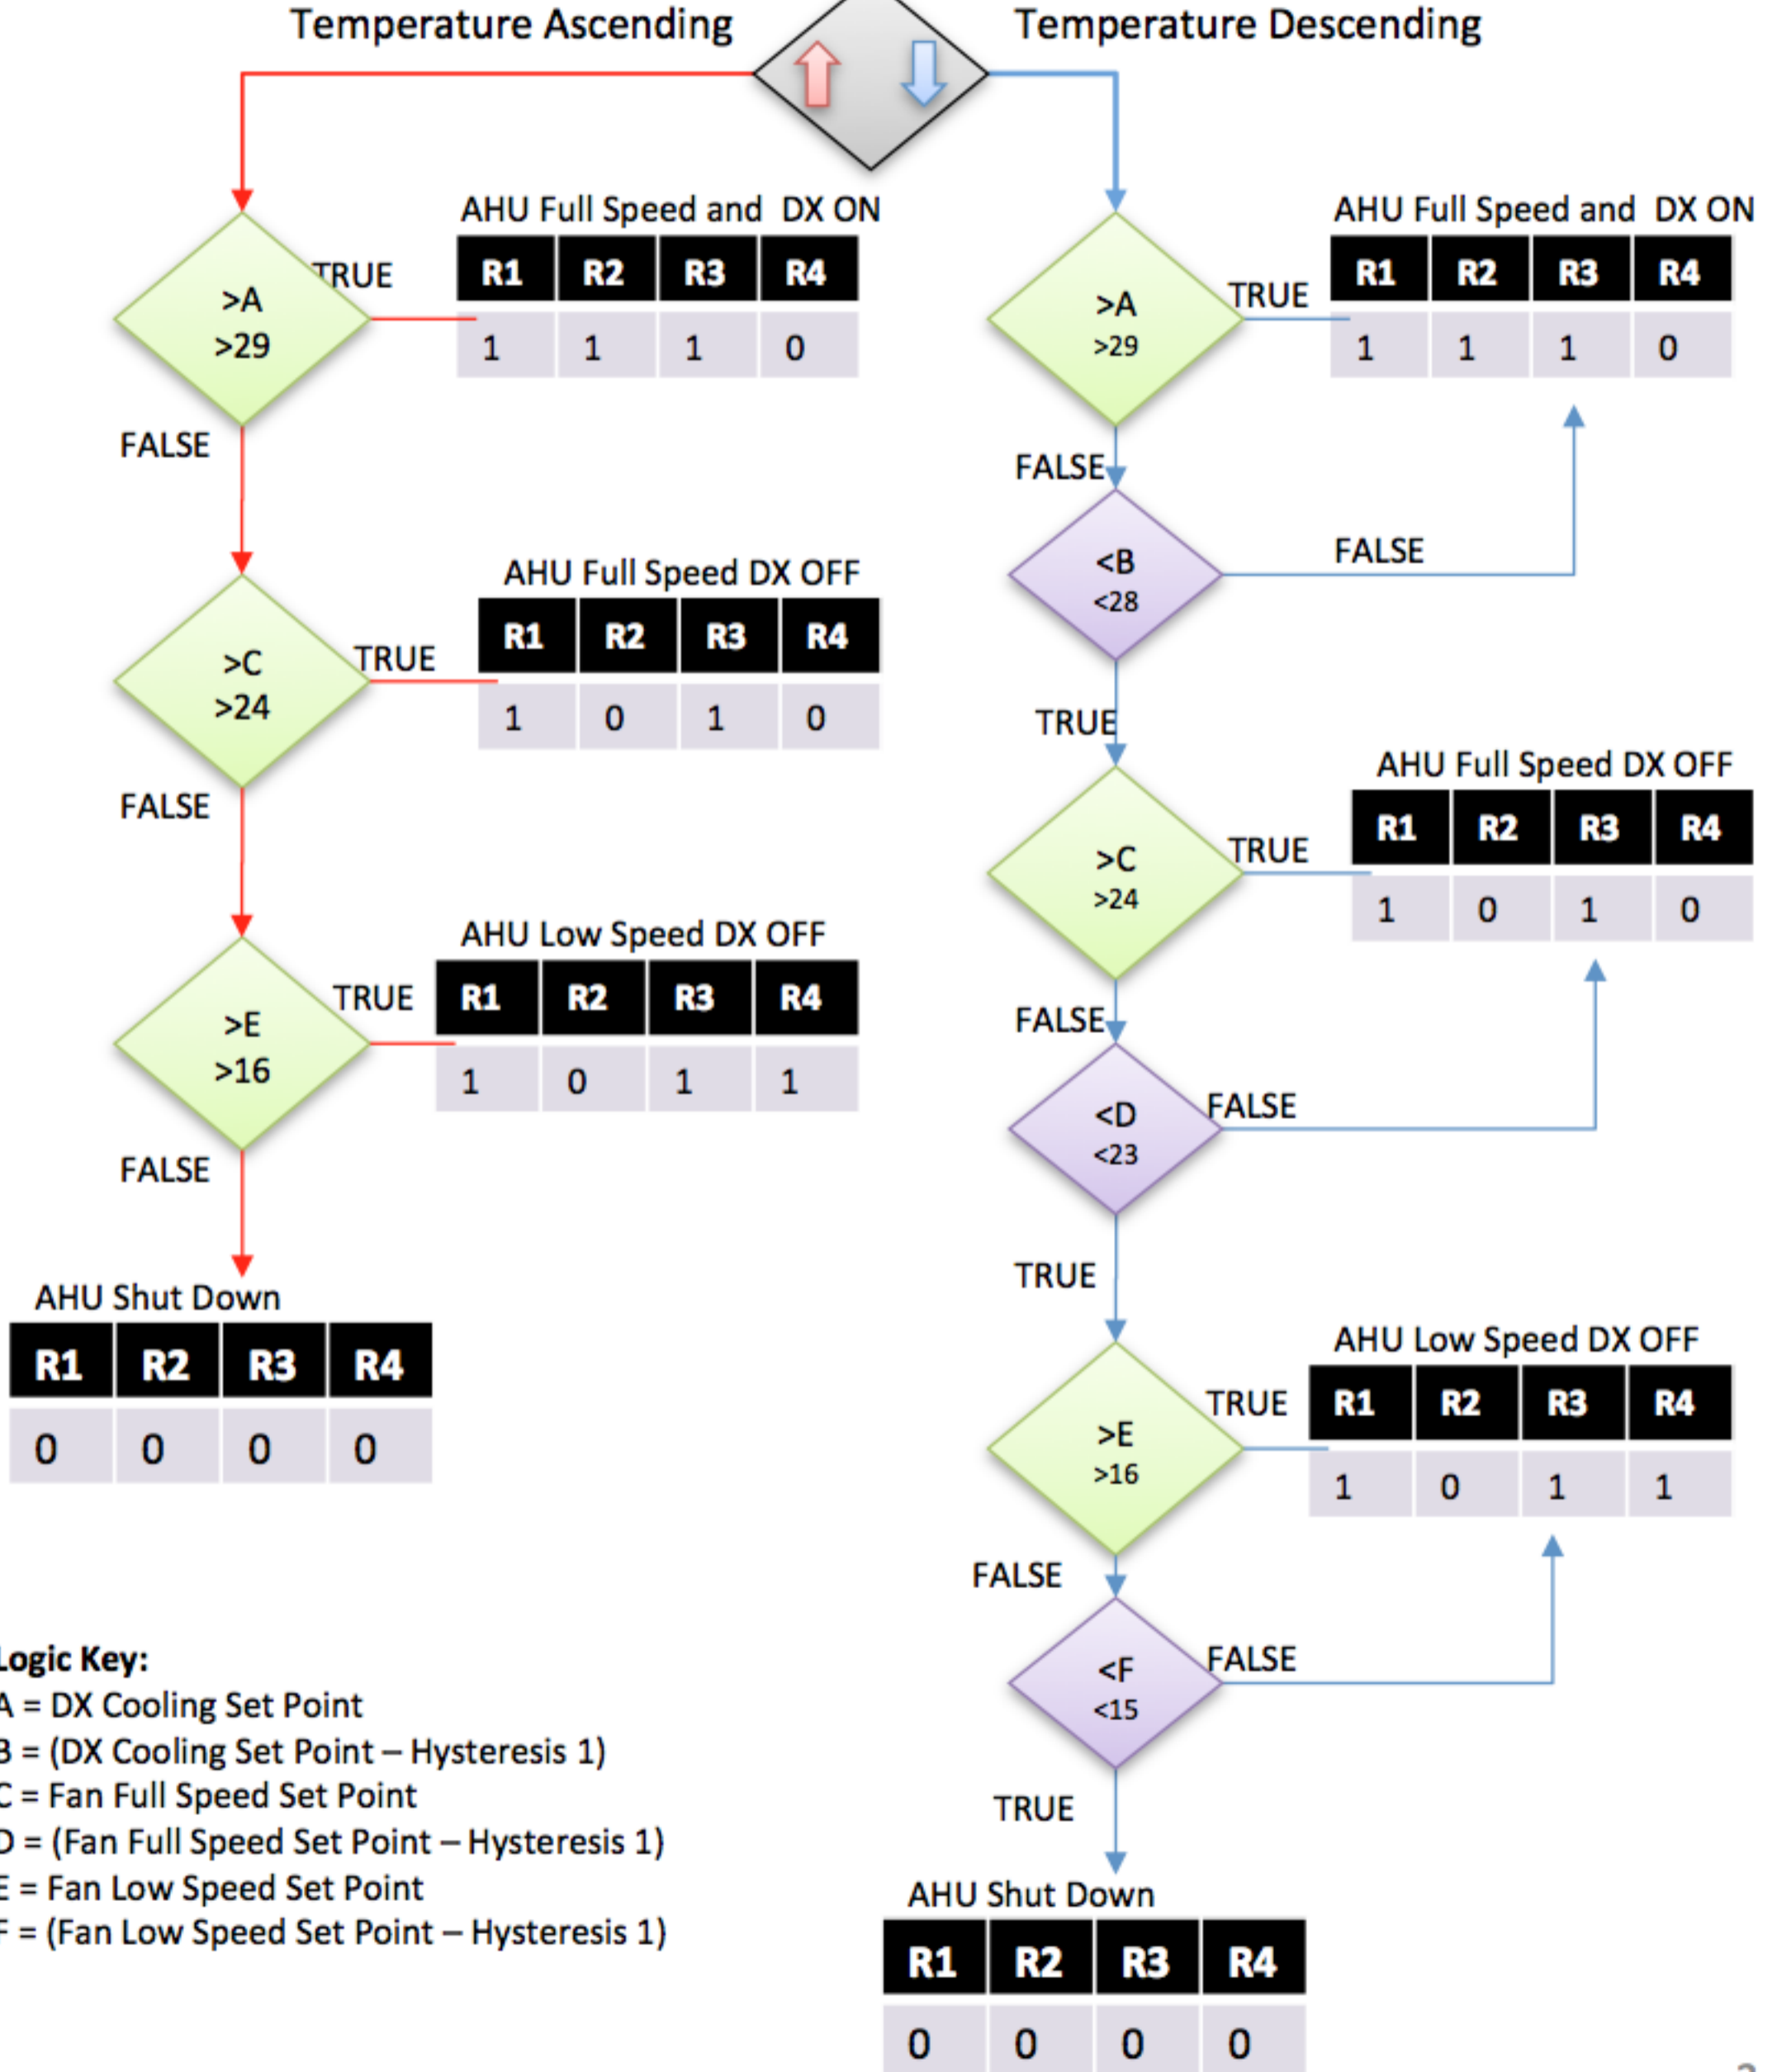 Temperature Ascending
Temperature Descending
AHU Full Speed and DX ON
R1 R2 R3 R4
1 1 1 0
>A
>29
TRUE
FALSE
AHU Full Speed DX OFF
R1 R2 R3 R4
1 0 1 0
>C
>24
TRUE
FALSE
AHU Low Speed DX OFF
R1 R2 R3 R4
1 0 1 1
>E
>16
TRUE
FALSE
AHU Shut Down
R1 R2 R3 R4
0 0 0 0
AHU Full Speed and DX ON
R1 R2 R3 R4
1 1 1 0
>A
>29
TRUE
FALSE
<B
<28
FALSE
TRUE
AHU Full Speed DX OFF
R1 R2 R3 R4
1 0 1 0
>C
>24
TRUE
FALSE
<D
<23
FALSE
TRUE
AHU Low Speed DX OFF
R1 R2 R3 R4
1 0 1 1
>E
>16
TRUE
FALSE
<F
<15
FALSE
TRUE
AHU Shut Down
R1 R2 R3 R4
0 0 0 0
Logic Key:
A = DX Cooling Set Point
B = (DX Cooling Set Point – Hysteresis 1)
C = Fan Full Speed Set Point
D = (Fan Full Speed Set Point – Hysteresis 1)
E = Fan Low Speed Set Point
F = (Fan Low Speed Set Point – Hysteresis 1)